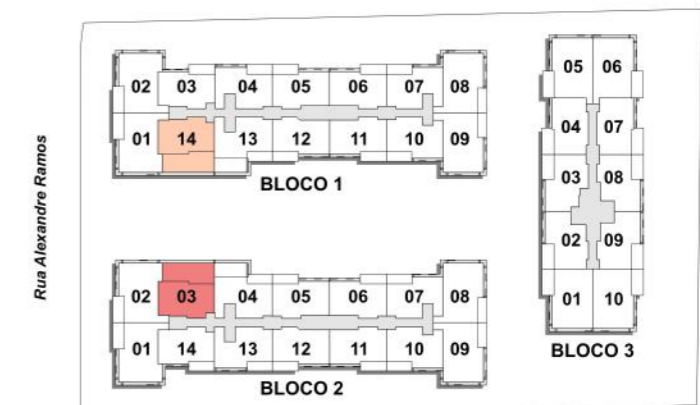 Rua Alexandre Ramos
02 03 04 05 06 07 08
01 14 13 12 11 10 09
BLOCO 1
02 03 04 05 06 07 08
01 14 13 12 11 10 09
BLOCO 2
05 06
04 07
03 08
02 09
01 10
BLOCO 3